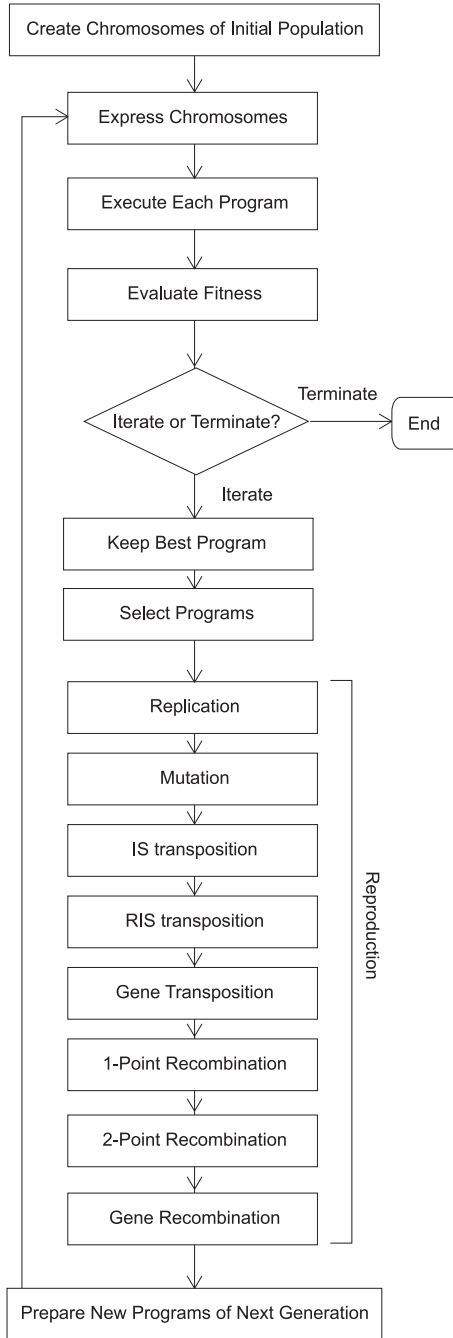 Create Chromosomes of Initial Population
Express Chromosomes
Execute Each Program
Evaluate Fitness
Iterate or Terminate?
Terminate
End
Iterate
Keep Best Program
Select Programs
Replication
Mutation
IS transposition
RIS transposition
Gene Transposition
1-Point Recombination
2-Point Recombination
Gene Recombination
Reproduction
Prepare New Programs of Next Generation